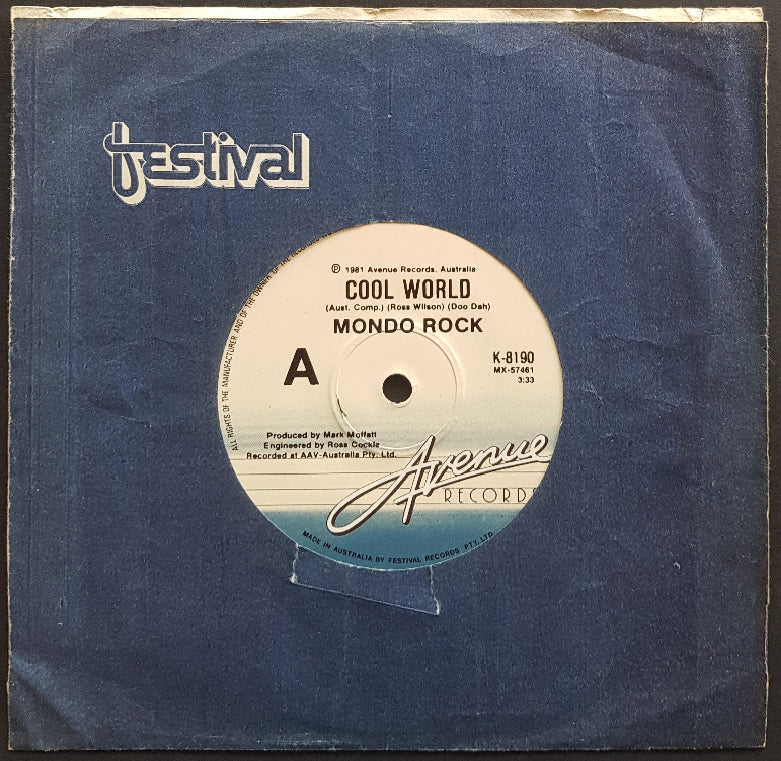 festival
℗ 1981 Avenue Records, Australia
COOL WORLD
(Aust. Comp.) (Ross Wilson) (Doo Dah)
MONDO ROCK
A
K-8190
MX-57461
3:33
Produced by Mark Moffatt
Engineered by Ross Cockle
Recorded at AAV-Australia Pty. Ltd.
Avenue
RECORDS
ALL RIGHTS OF THE MANUFACTURER AND OF THE OWNER OF THE RECORDED
MADE IN AUSTRALIA BY FESTIVAL RECORDS PTY. LTD.